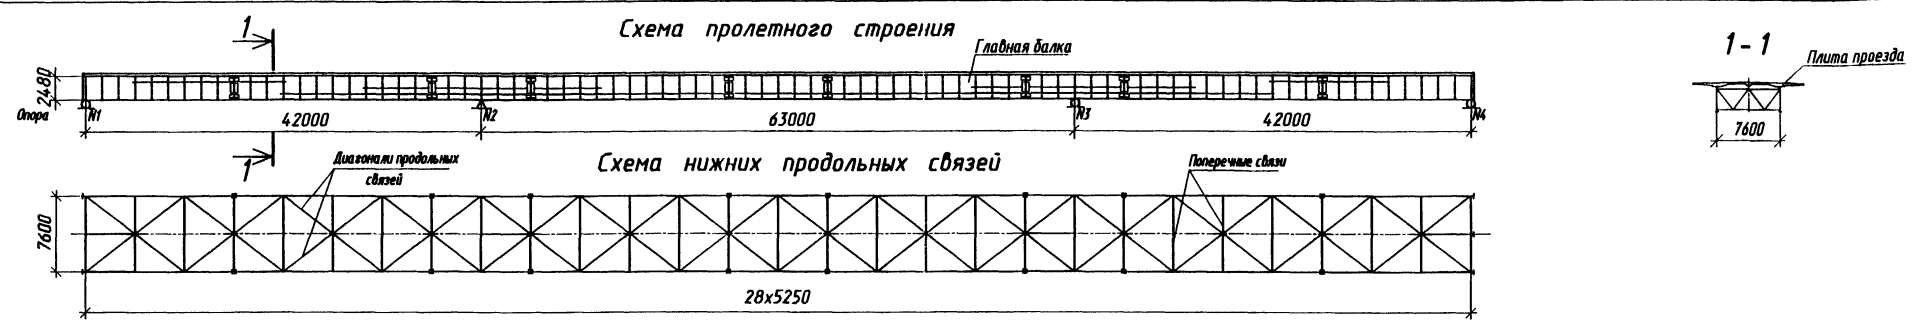 1
Схема пролетного строения
Главная балка
1-1
Плита проезда
2480
Опора
N1
N2
N3
N4
42000
63000
42000
7600
1
Диагонали продольных
связей
Схема нижних продольных связей
Поперечные связи
7600
28x5250